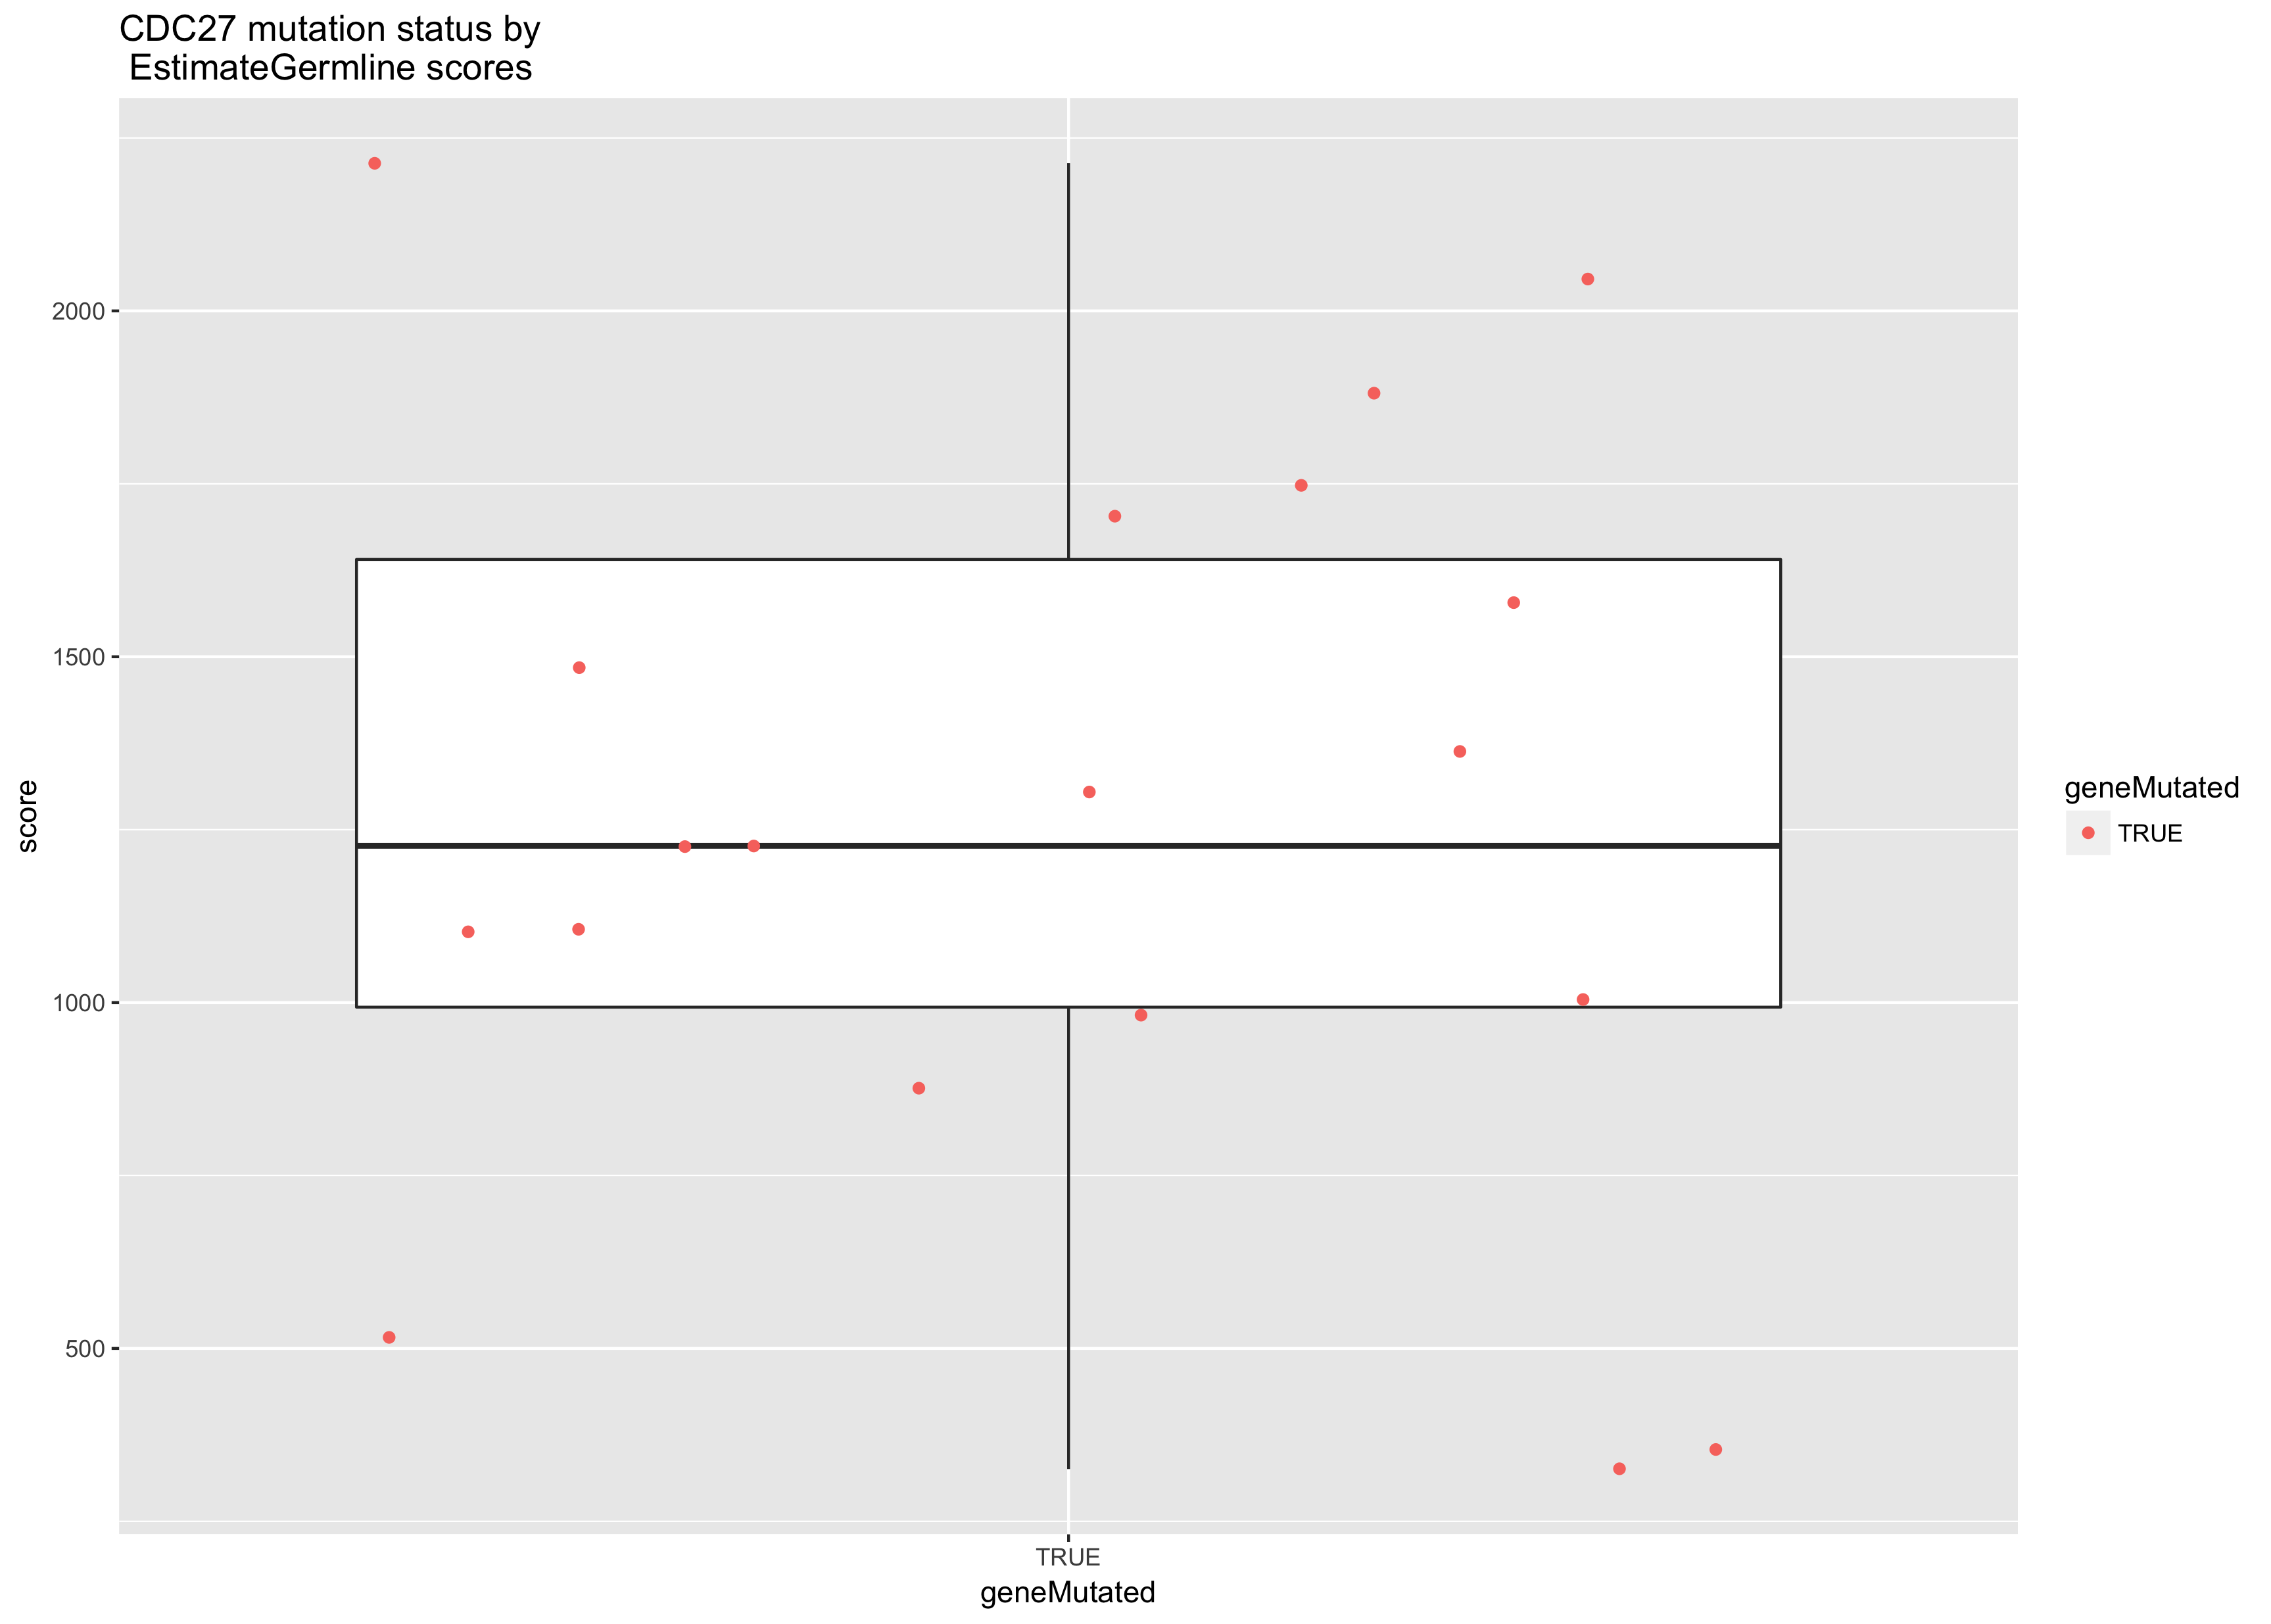 CDC27 mutation status by
EstimateGermline scores
2000
1500
1000
500
score
TRUE
geneMutated
geneMutated
TRUE